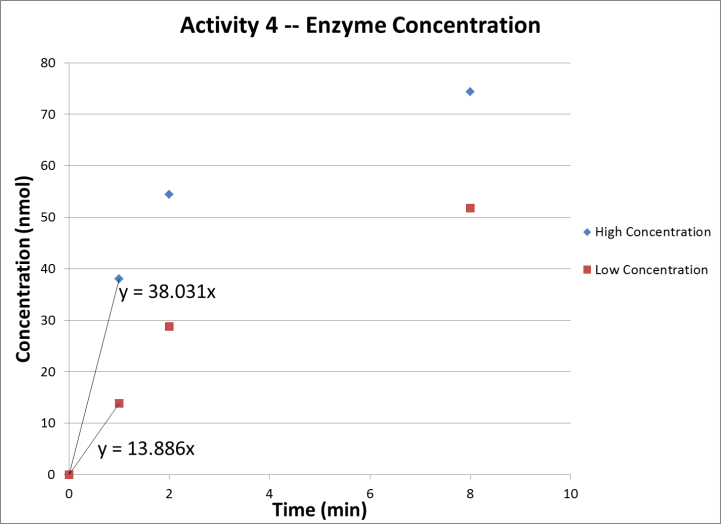 Activity 4 -- Enzyme Concentration
Concentration (nmol)
80
70
60
50
40
30
20
10
0
y = 38.031x
y = 13.886x
0 2 4 6 8 10
Time (min)
High Concentration
Low Concentration